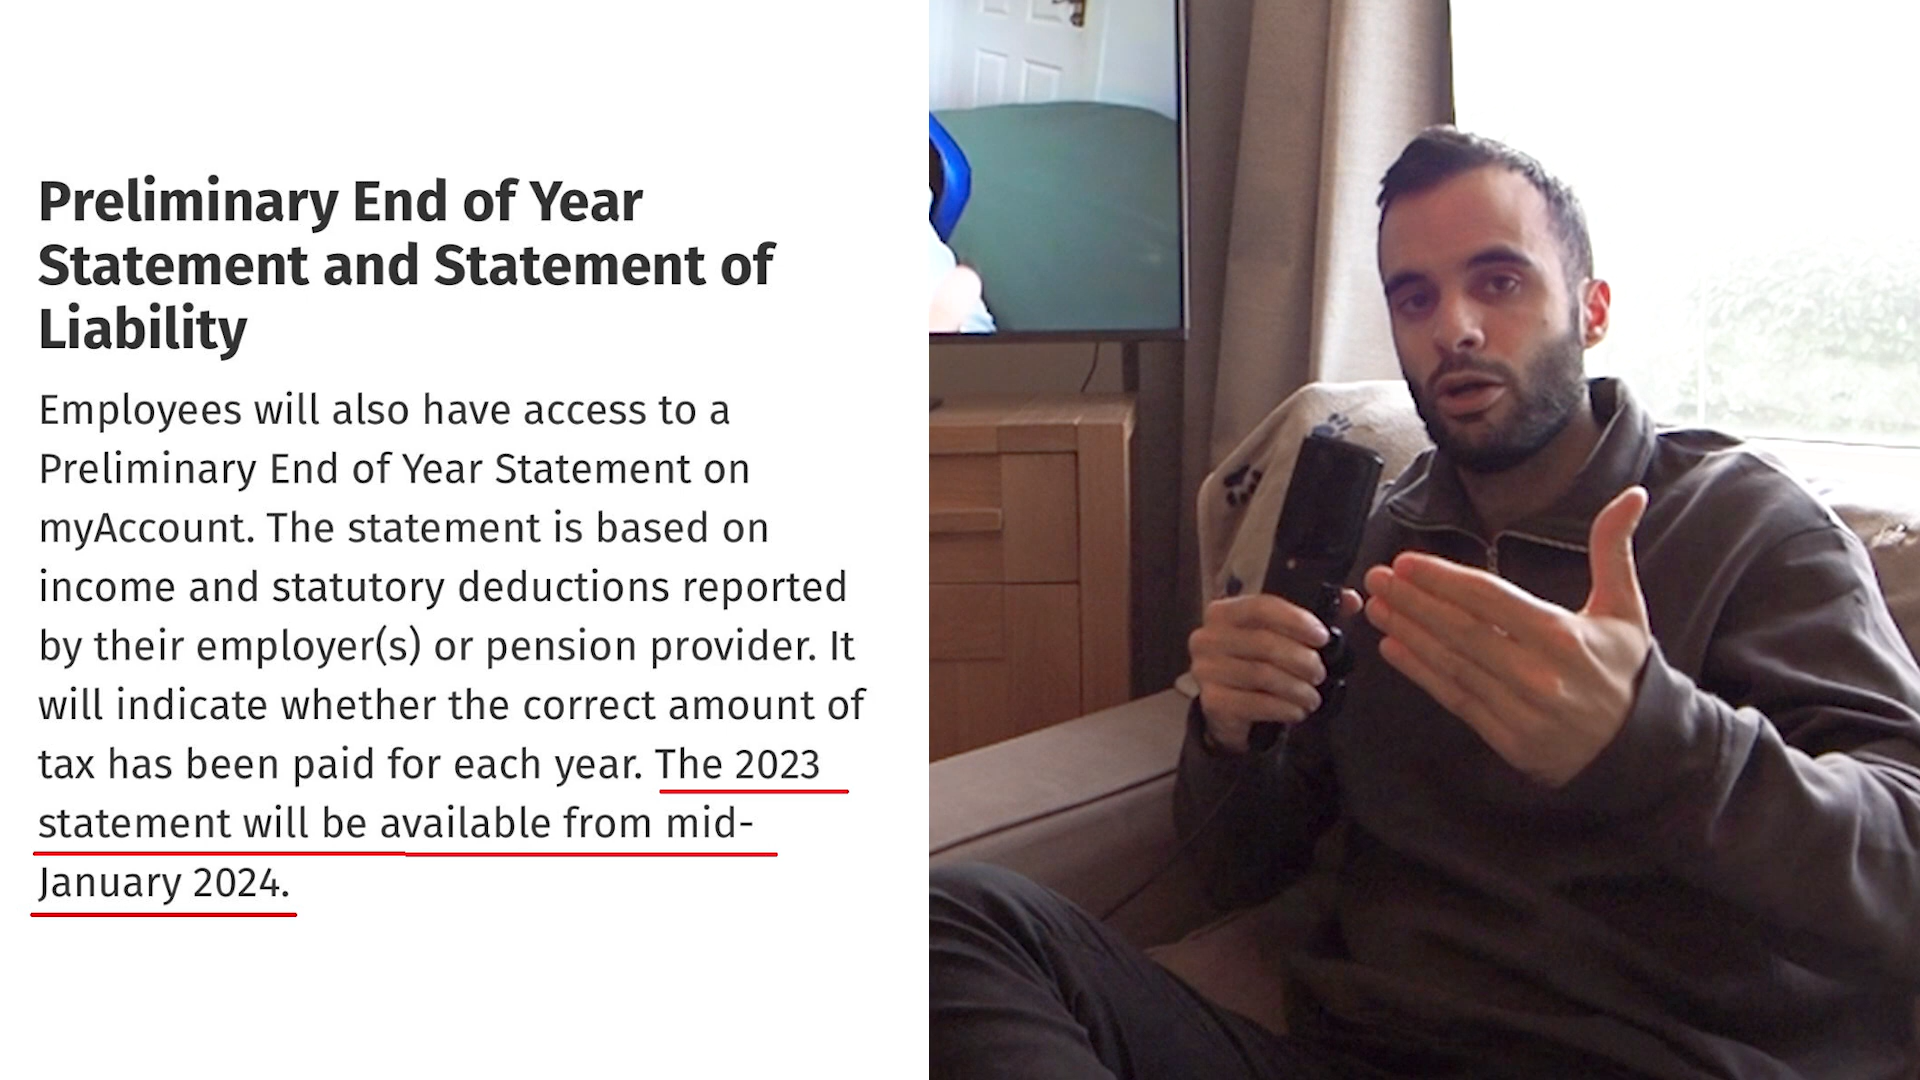 Preliminary End of Year
Statement and Statement of
Liability
Employees will also have access to a
Preliminary End of Year Statement on
myAccount. The statement is based on
income and statutory deductions reported
by their employer(s) or pension provider. It
will indicate whether the correct amount of
tax has been paid for each year. The 2023
statement will be available from mid-
January 2024.